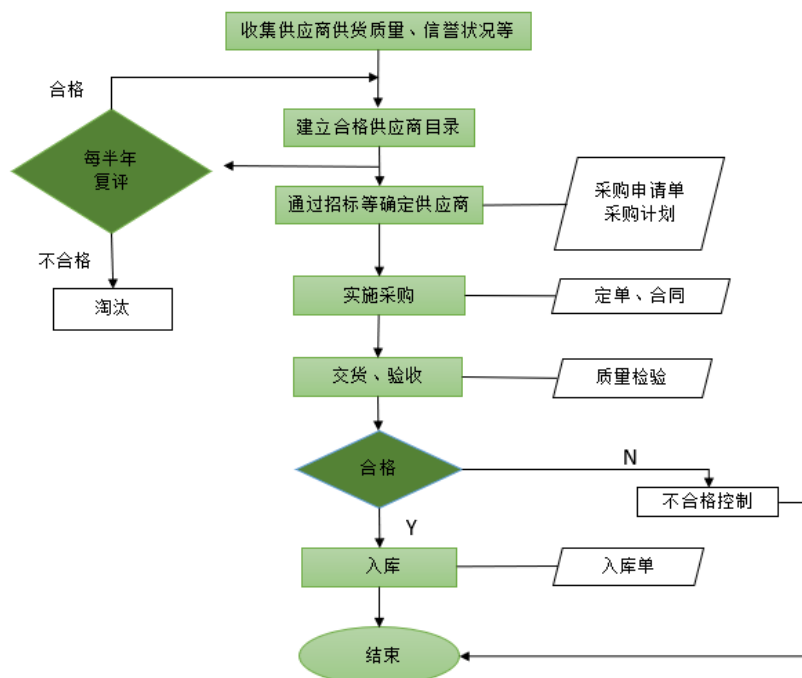 收集供应商供货质量、信誉状况等
合格
建立合格供应商目录
每半年
复评
通过招标等确定供应商
采购申请单
采购计划
不合格
淘汰
实施采购
定单、合同
交货、验收
质量检验
合格
N
不合格控制
Y
入库
入库单
结束